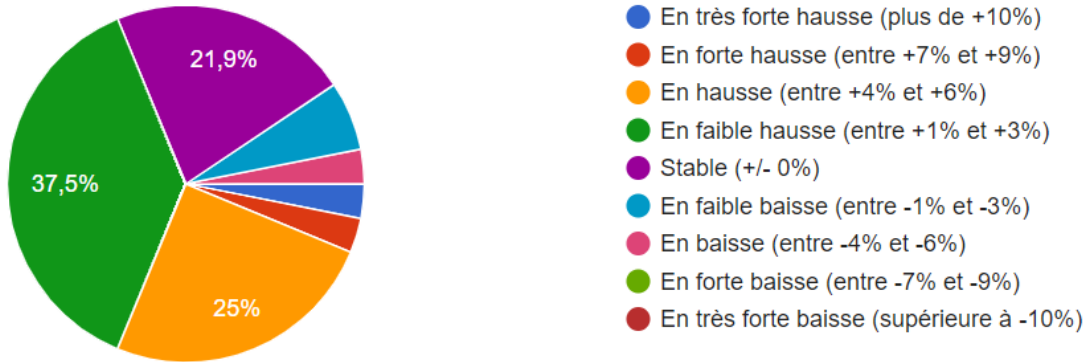 21,9%
37,5%
25%
En très forte hausse (plus de +10%)
En forte hausse (entre +7% et +9%)
En hausse (entre +4% et +6%)
En faible hausse (entre +1% et +3%)
Stable (+/- 0%)
En faible baisse (entre -1% et -3%)
En baisse (entre -4% et -6%)
En forte baisse (entre -7% et -9%)
En très forte baisse (supérieure à -10%)